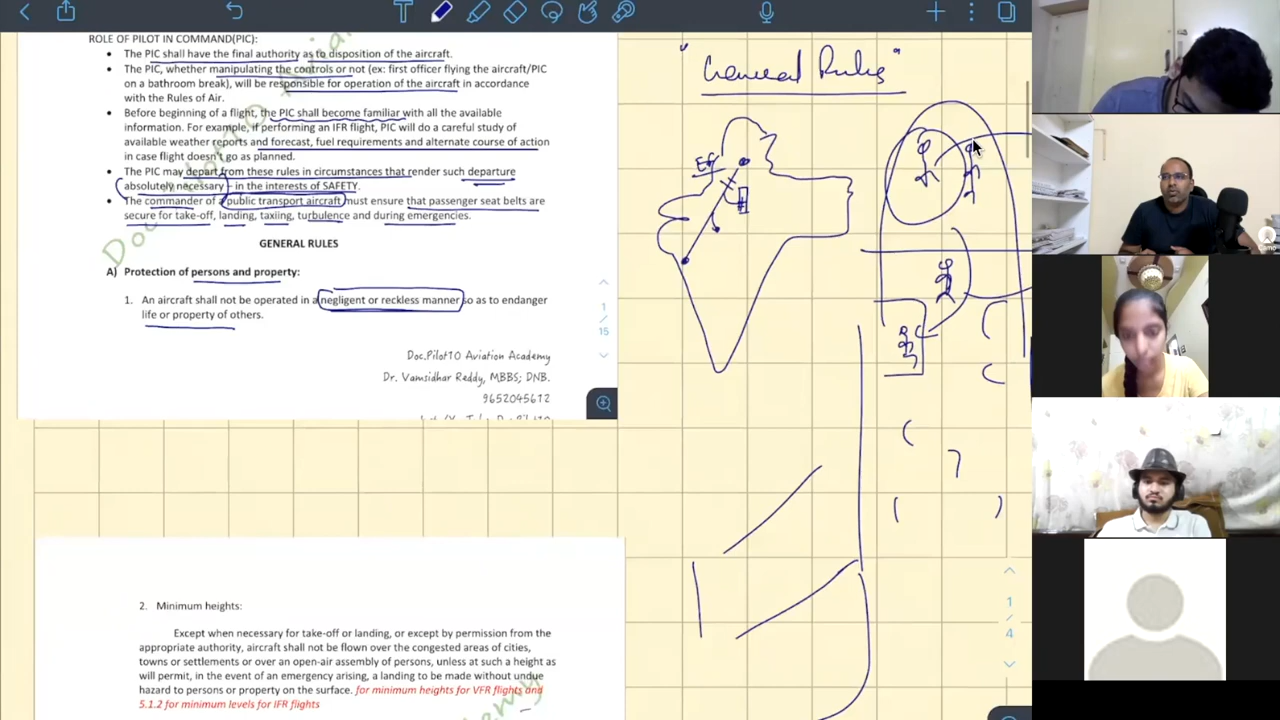 ROLE OF PILOT IN COMMAND(PIC):
• The PIC shall have the final authority as to disposition of the aircraft.
• The PIC, whether manipulating the controls or not (ex: first officer flying the aircraft/PIC
on a bathroom break), will be responsible for operation of the aircraft in accordance
with the Rules of Air.
• Before beginning of a flight, the PIC shall become familiar with all the available
information. For example, if performing an IFR flight, PIC will do a careful study of
available weather reports and forecast, fuel requirements and alternate course of action
in case flight doesn't go as planned.
• The PIC may depart from these rules in circumstances that render such departure
absolutely necessary - in the interests of SAFETY.
• The commander of a public transport aircraft must ensure that passenger seat belts are
secure for take-off, landing, taxiing, turbulence and during emergencies.
GENERAL RULES
A) Protection of persons and property:
1. An aircraft shall not be operated in a negligent or reckless manner so as to endanger
life or property of others.
Doc.Pilot10 Aviation Academy
Dr. Vamsidhar Reddy, MBBS; DNB.
9652045612
1
/
15
2. Minimum heights:
Except when necessary for take-off or landing, or except by permission from the
appropriate authority, aircraft shall not be flown over the congested areas of cities,
towns or settlements or over an open-air assembly of persons, unless at such a height as
will permit, in the event of an emergency arising, a landing to be made without undue
hazard to persons or property on the surface. for minimum heights for VFR flights and
5.1.2 for minimum levels for IFR flights
"General Rules"
1
/
4